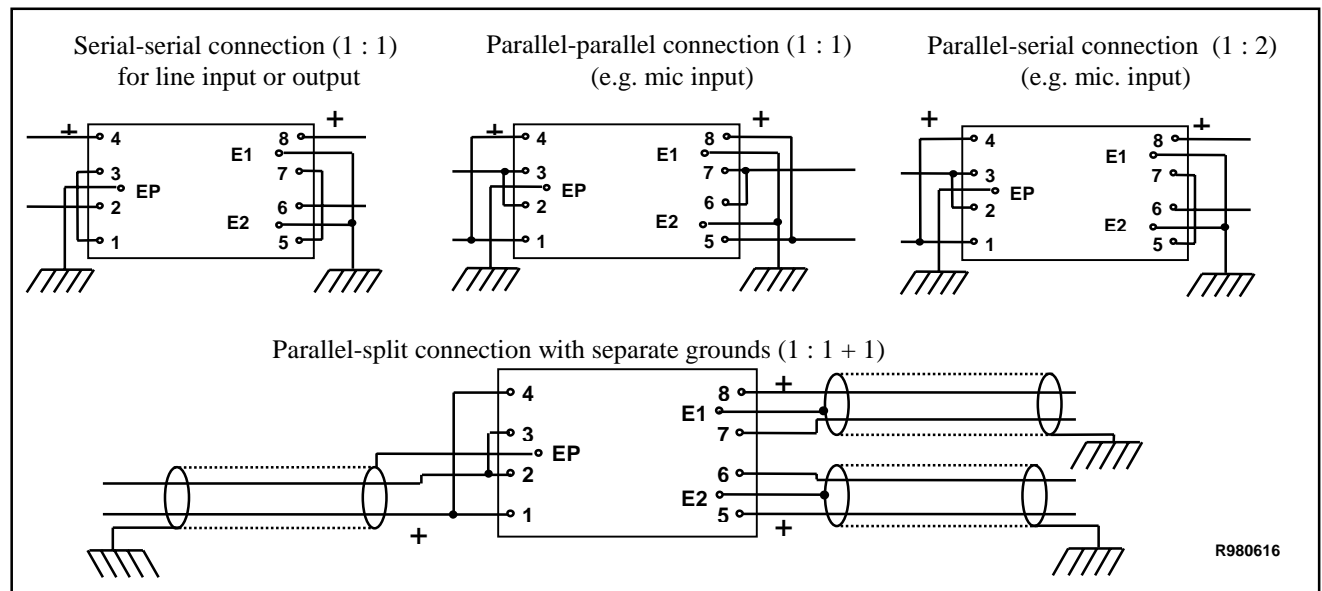 Serial-serial connection (1 : 1)
for line input or output
+
4
3
EP
2
1
+
8
E1
7
6
E2
5
Parallel-parallel connection (1 : 1)
(e.g. mic input)
+
4
3
EP
2
1
+
8
E1
7
6
E2
5
Parallel-serial connection (1 : 2)
(e.g. mic. input)
+
4
3
EP
2
1
+
8
E1
7
6
E2
5
Parallel-split connection with separate grounds (1 : 1 + 1)
4
3
EP
2
1
+
8
+
E1
7
6
E2
5
+
R980616